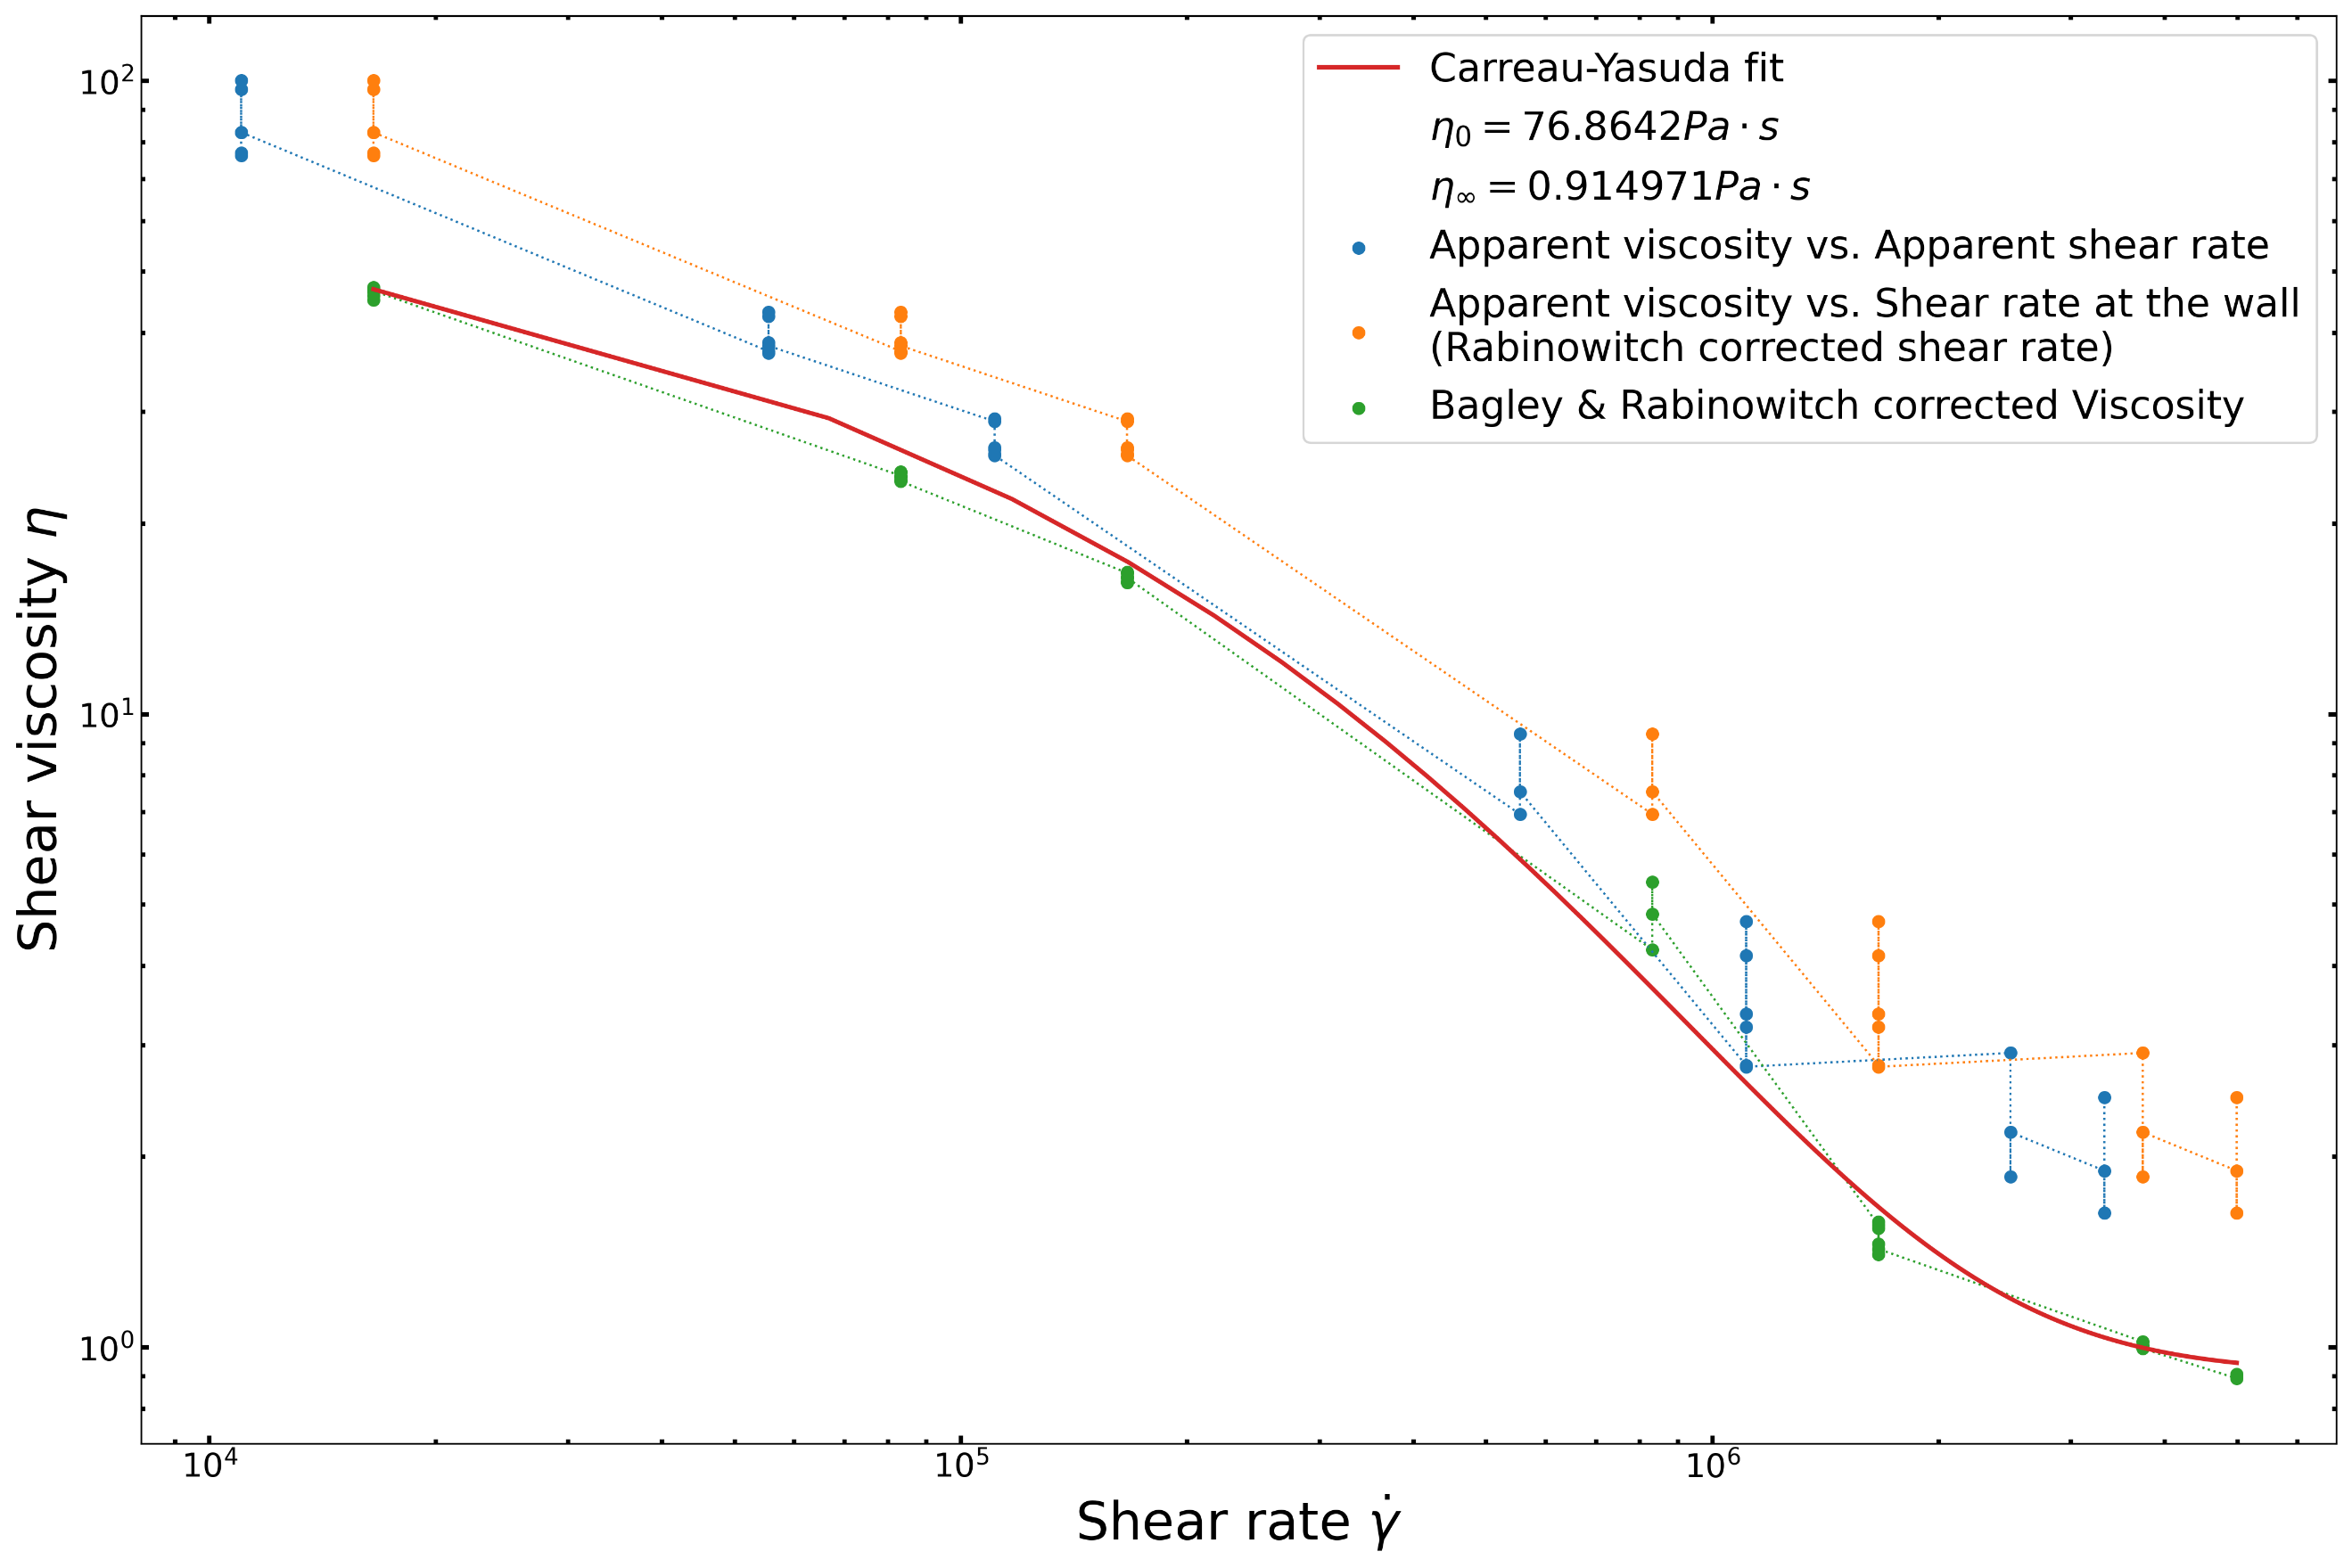 Carreau-Yasuda fit
η₀ = 76.8642Pa · s
η∞ = 0.914971Pa · s
Apparent viscosity vs. Apparent shear rate
Apparent viscosity vs. Shear rate at the wall
(Rabinowitch corrected shear rate)
Bagley & Rabinowitch corrected Viscosity
Shear viscosity η
10²
10¹
10⁰
10⁴ 10⁵ 10⁶
Shear rate γ̇